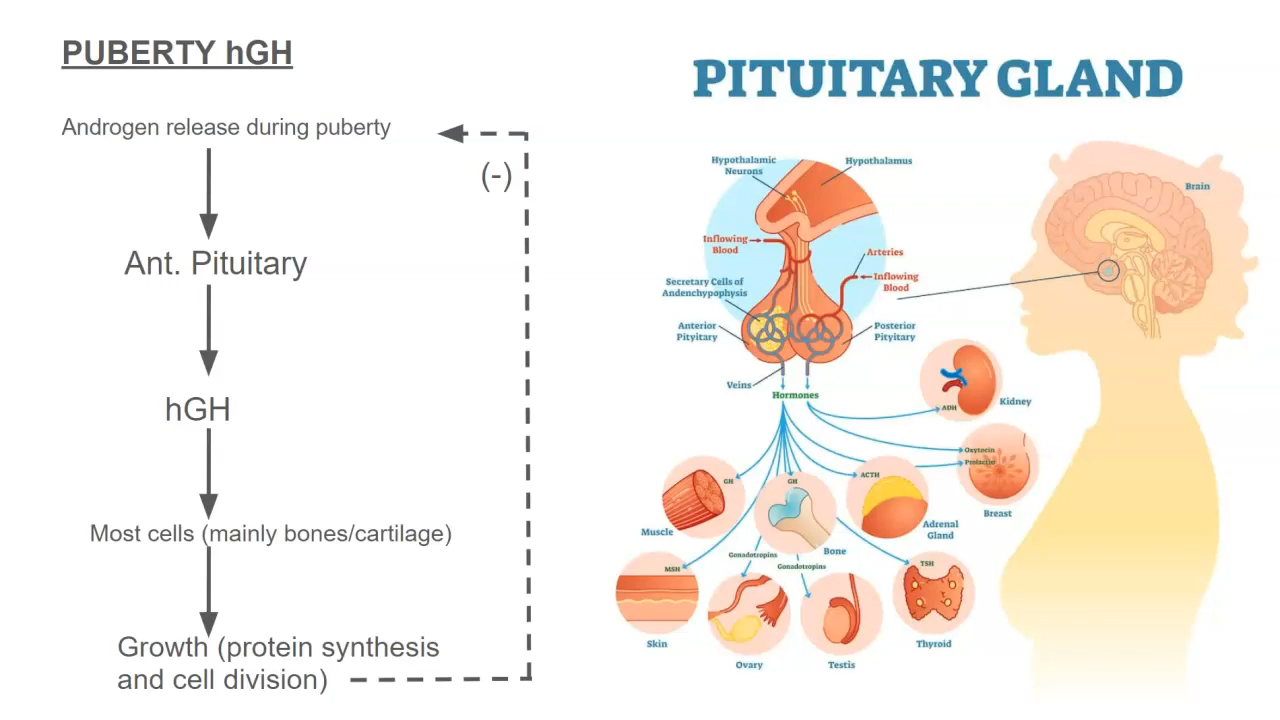 PUBERTY hGH
Androgen release during puberty
(-)
Ant. Pituitary
hGH
Most cells (mainly bones/cartilage)
Growth (protein synthesis
and cell division)
PITUITARY GLAND
Hypothalamic
Neurons
Hypothalamus
Brain
Inflowing
Blood
Arteries
Inflowing
Blood
Secretary Cells of
Andenchypophysis
Anterior
Pityitary
Posterior
Pityitary
Veins
Hormones
ADH
Kidney
Oxytorin
Prolactin
Breast
GH
Muscle
GH
Bone
ACTH
Adrenal
Gland
MSH
Skin
Gonadotropins
Ovary
Gonadotropins
Testis
TSH
Thyroid